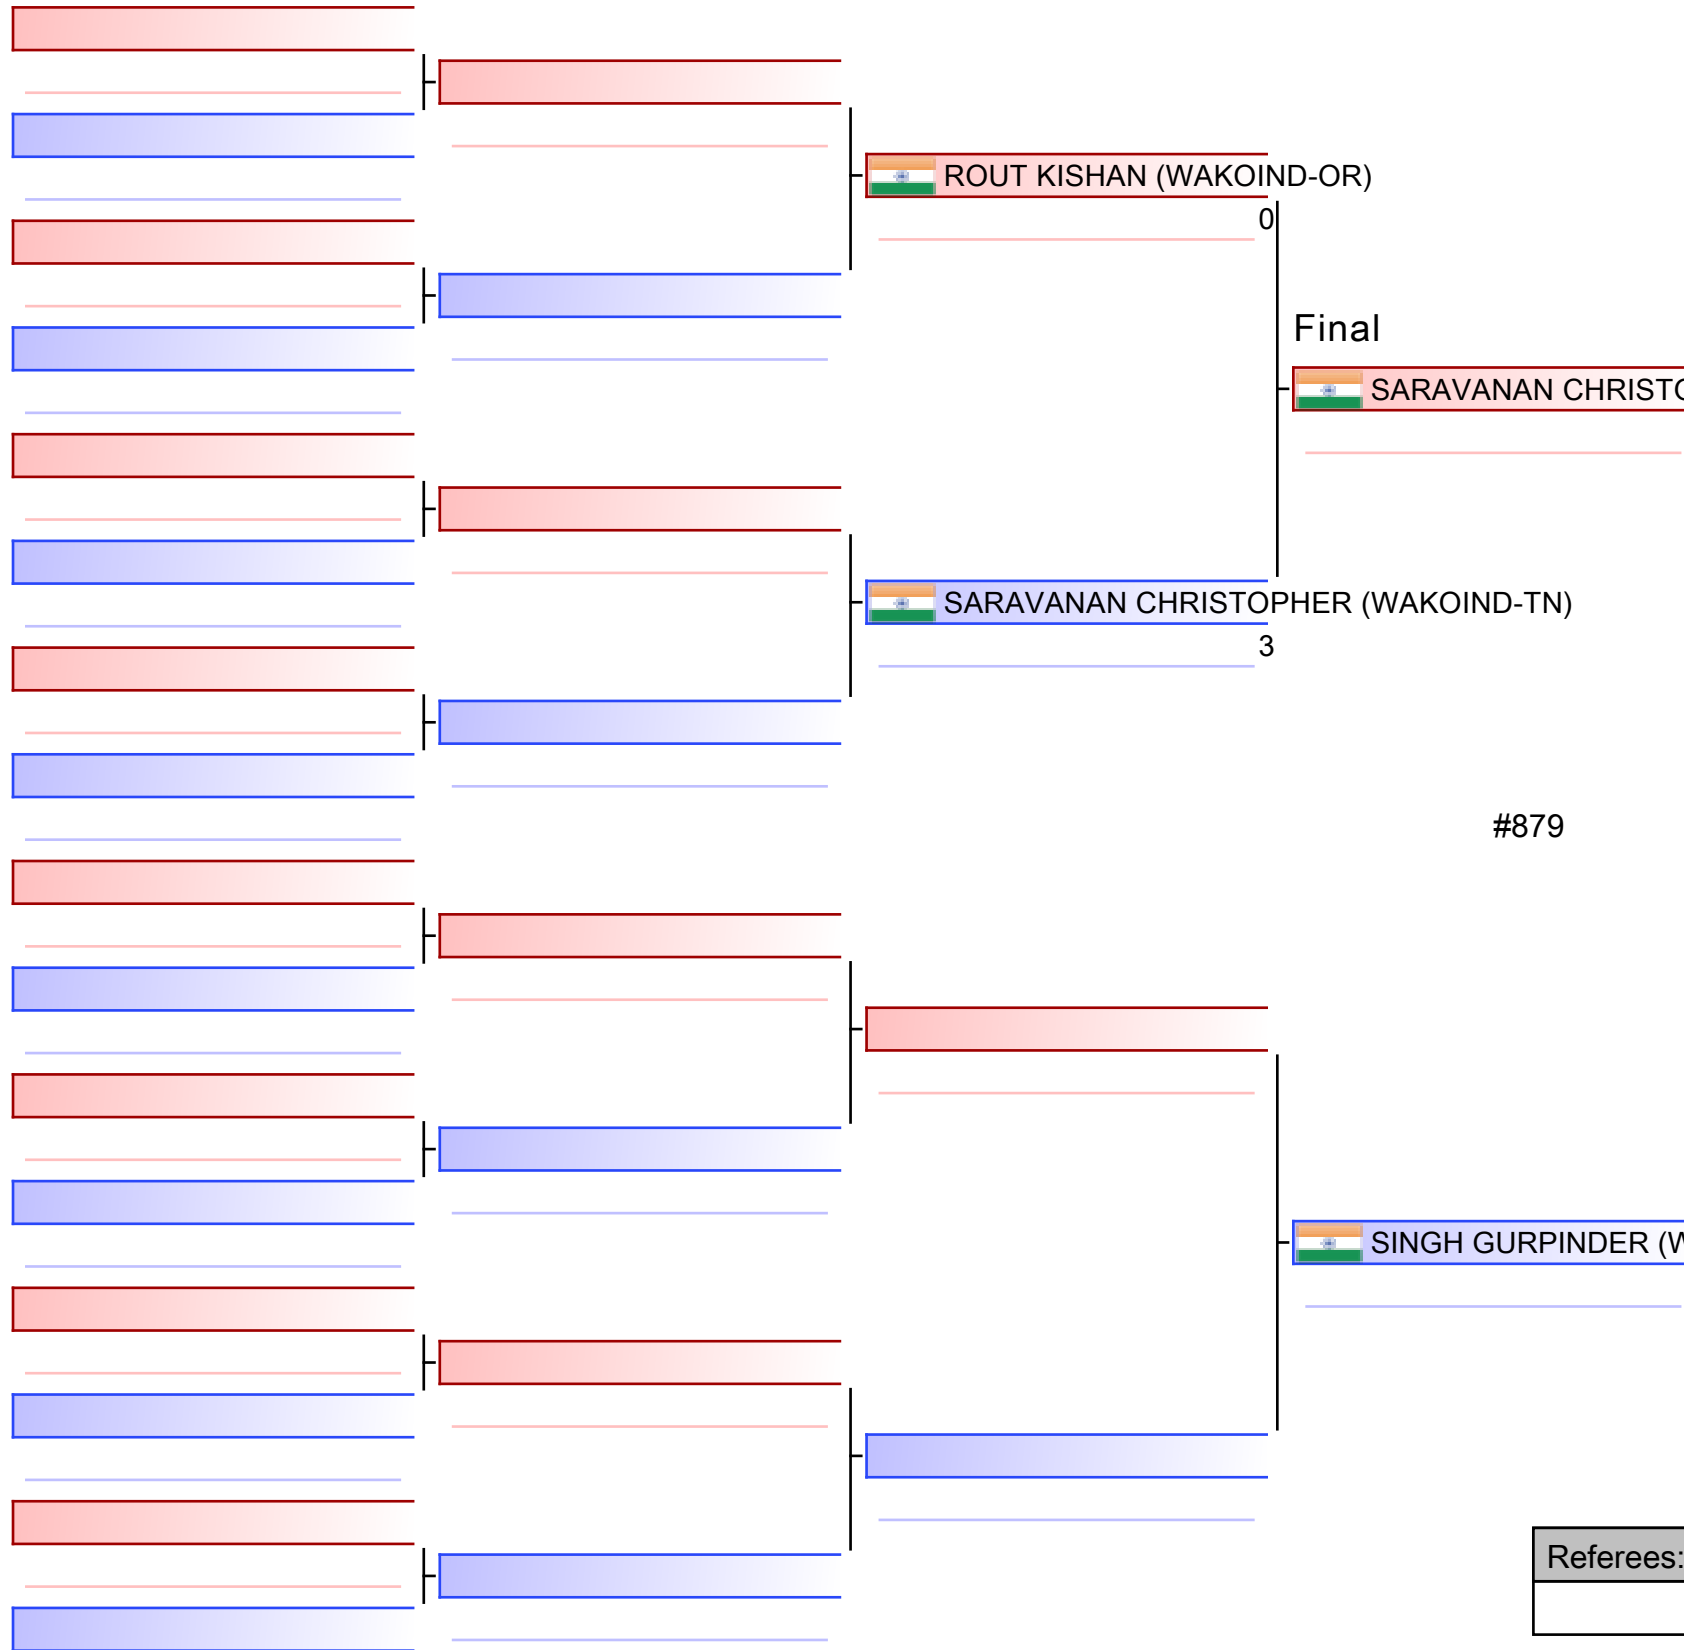 ROUT KISHAN (WAKOIND-OR)
0
Final
SARAVANAN CHRISTO
SARAVANAN CHRISTOPHER (WAKOIND-TN)
3
#879
SINGH GURPINDER (W
Referees: